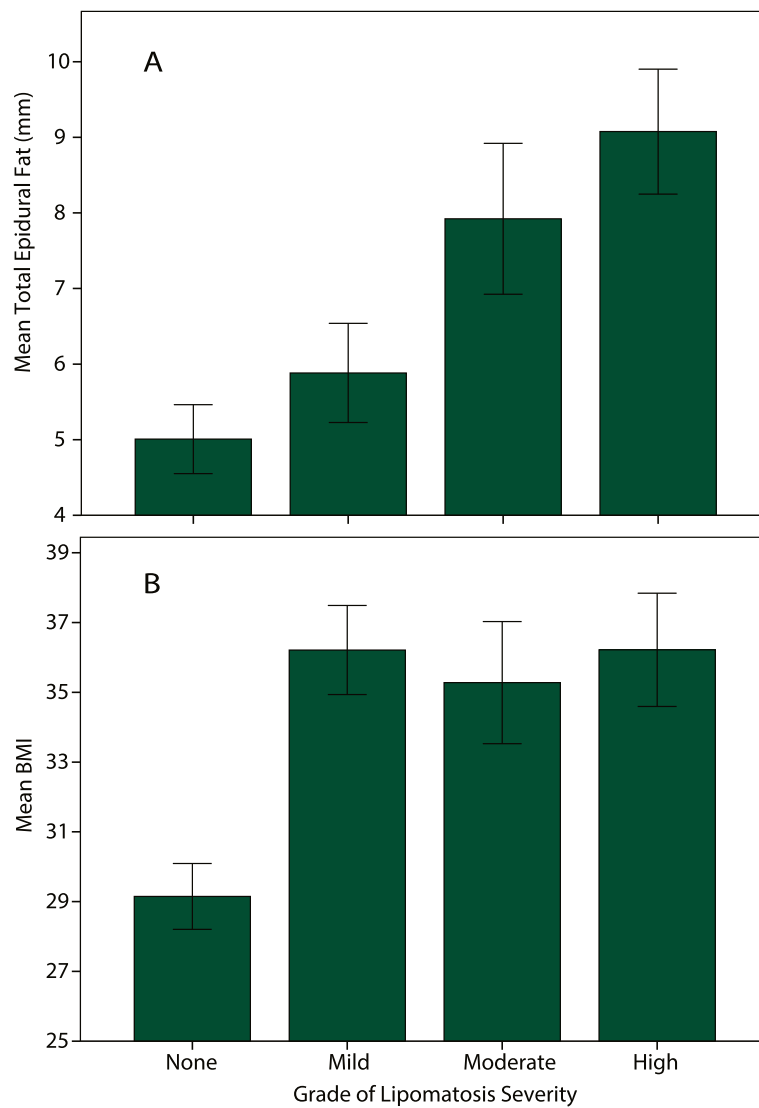 A
Mean Total Epidural Fat (mm)
10
9
8
7
6
5
4
B
Mean BMI
39
37
35
33
31
29
27
25
None Mild Moderate High
Grade of Lipomatosis Severity